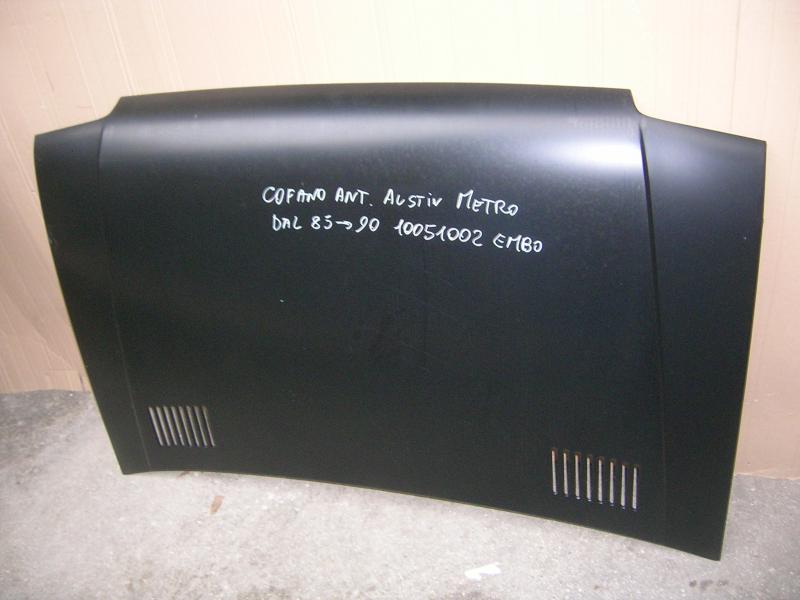 COFANO ANT. AUSTIN METRO
DAL 85→90 10051002 EMBO